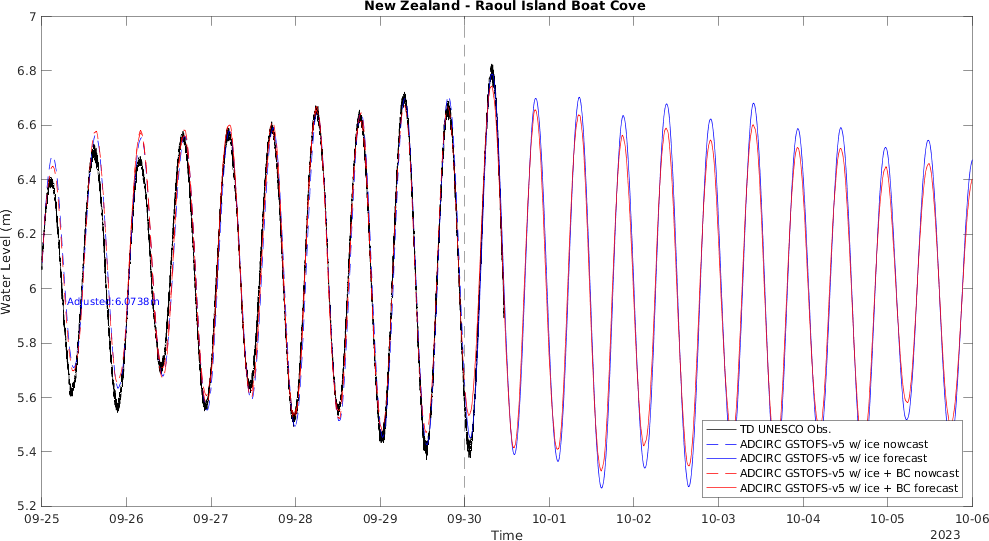 New Zealand - Raoul Island Boat Cove
Water Level (m)
7
6.8
6.6
6.4
6.2
6
5.8
5.6
5.4
5.2
Adjusted:6.0738m
TD UNESCO Obs.
ADCIRC GSTOFS-v5 w/ ice nowcast
ADCIRC GSTOFS-v5 w/ ice forecast
ADCIRC GSTOFS-v5 w/ ice + BC nowcast
ADCIRC GSTOFS-v5 w/ ice + BC forecast
09-25 09-26 09-27 09-28 09-29 09-30 10-01 10-02 10-03 10-04 10-05 10-06
Time
2023